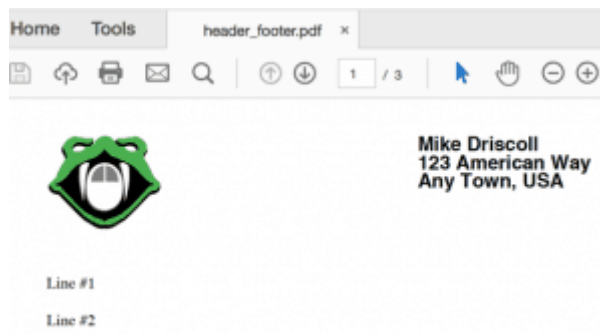 Home Tools header_footer.pdf ×
1 / 3
Mike Driscoll
123 American Way
Any Town, USA
Line #1
Line #2